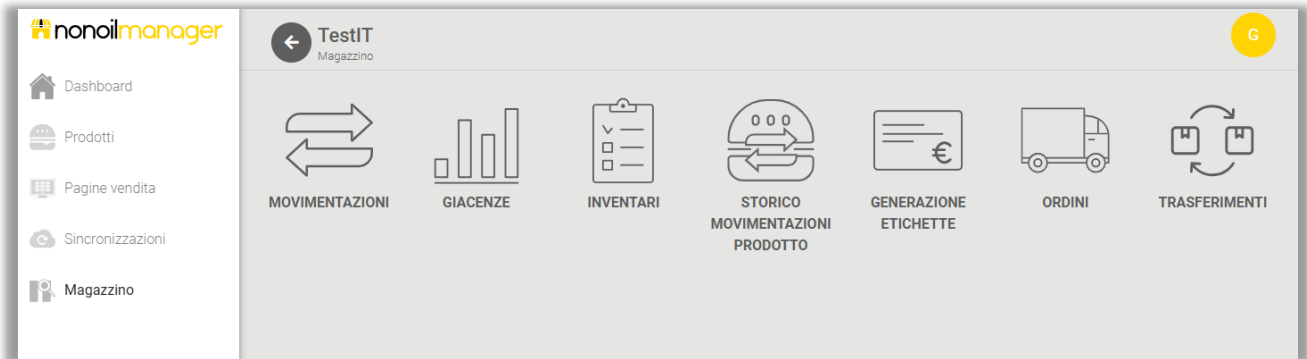 nonoilmanager
TestIT
Magazzino
G
Dashboard
Prodotti
Pagine vendita
Sincronizzazioni
Magazzino
MOVIMENTAZIONI
GIACENZE
INVENTARI
STORICO
MOVIMENTAZIONI
PRODOTTO
GENERAZIONE
ETICHETTE
€
ORDINI
TRASFERIMENTI